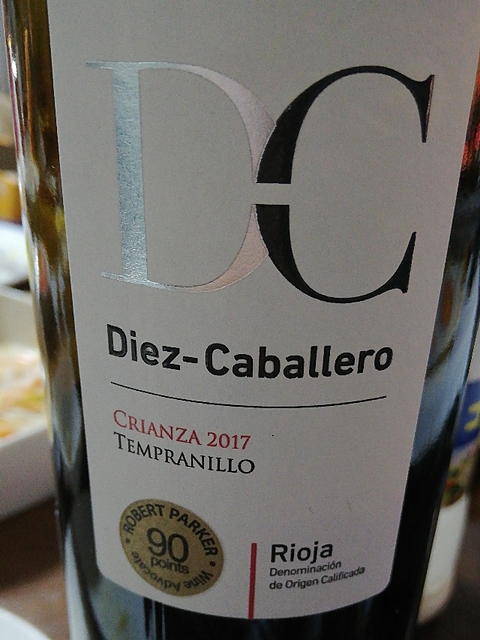 DC
Diez-Caballero
CRIANZA 2017
TEMPRANILLO
ROBERT PARKER
90
points
Wine Advocate
Rioja
Denominación
de Origen Calificada